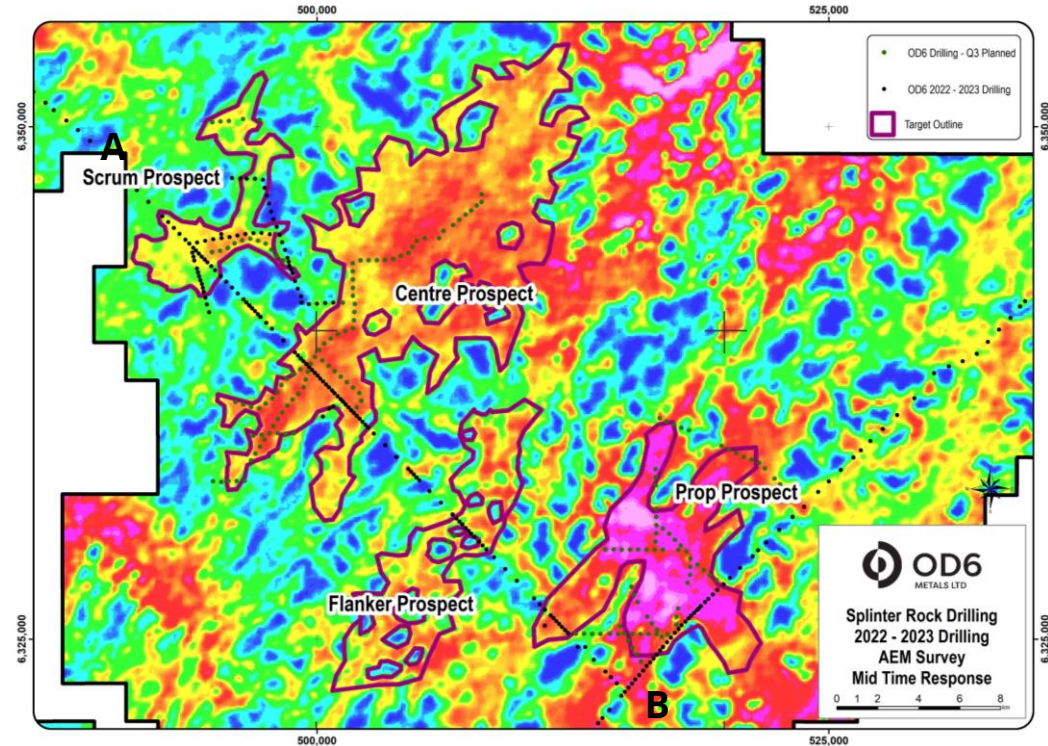 500,000
525,000
6,350,000
6,350,000
OD6 Drilling - Q3 Planned
OD6 2022 - 2023 Drilling
Target Outline
A
Scrum Prospect
Centre Prospect
Prop Prospect
Flanker Prospect
OD6
METALS LTD
Splinter Rock Drilling
2022 - 2023 Drilling
AEM Survey
Mid Time Response
0 1 2 4 6 8
KM
6,325,000
6,325,000
B
500,000
525,000